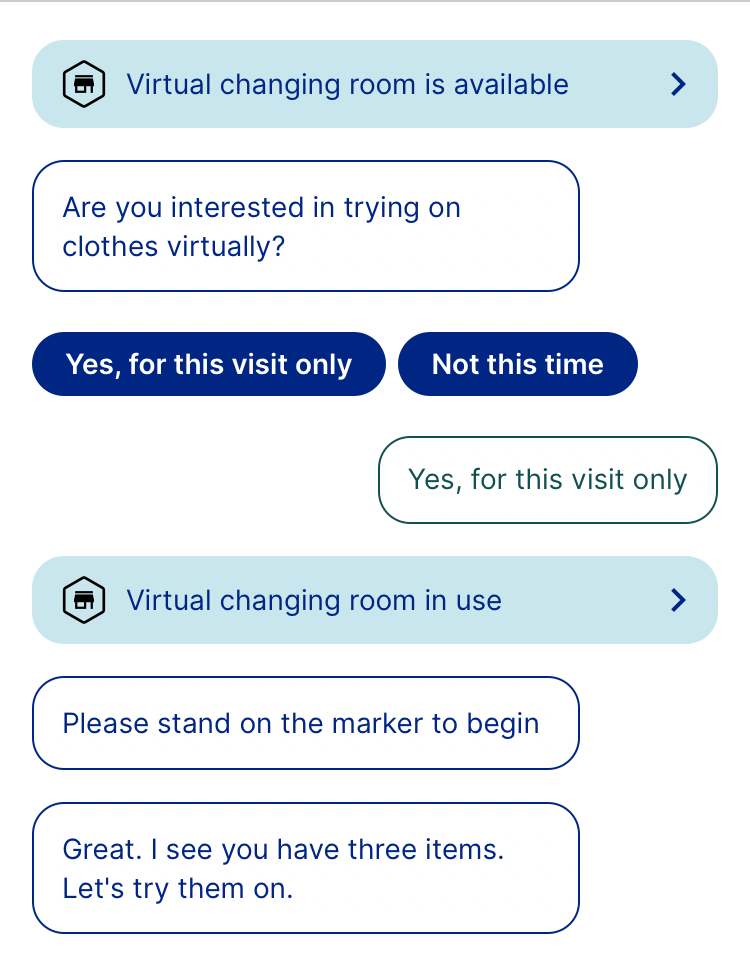 Virtual changing room is available
Are you interested in trying on
clothes virtually?
Yes, for this visit only
Not this time
Yes, for this visit only
Virtual changing room in use
Please stand on the marker to begin
Great. I see you have three items.
Let's try them on.